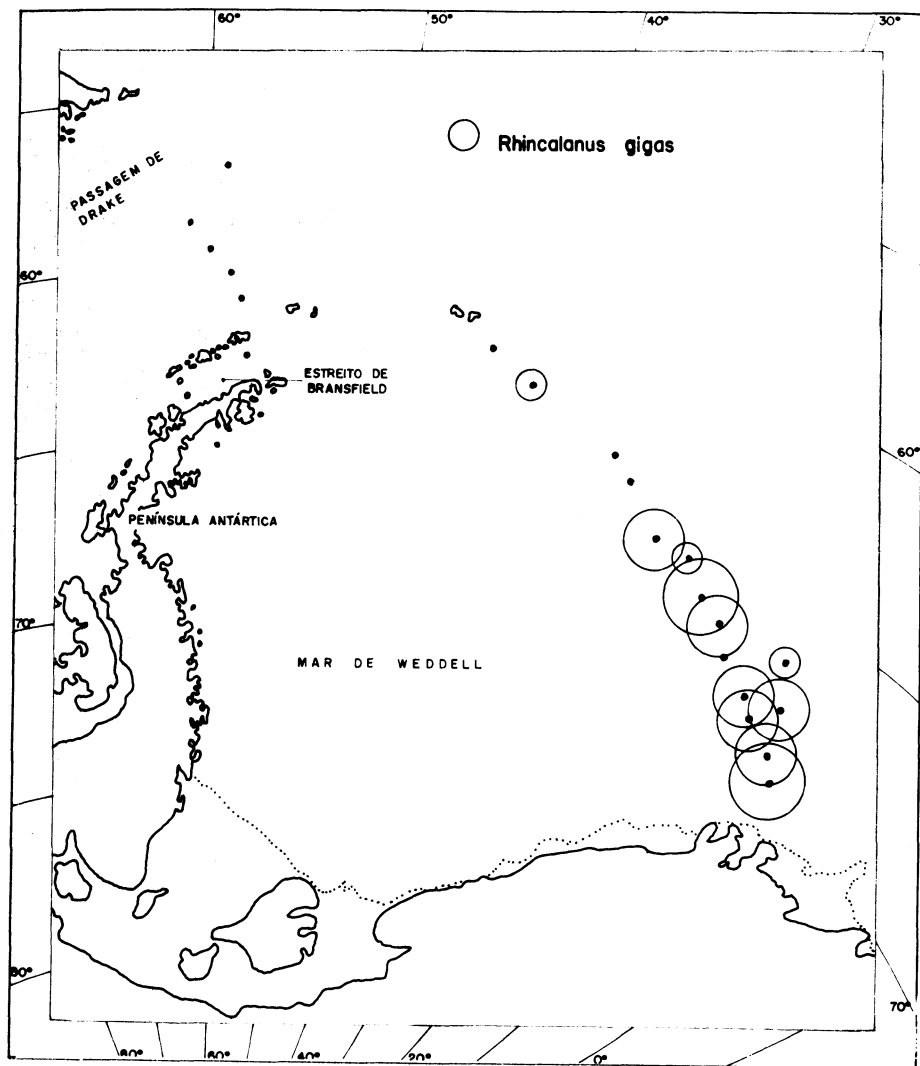 60° 50° 40° 30°
Rhincalanus gigas
PASSAGEM DE
DRAKE
60°
ESTREITO DE
BRANSFIELD
60°
PENÍNSULA ANTÁRTICA
70°
MAR DE WEDDELL
80°
70°
80° 60° 40° 20° 0°